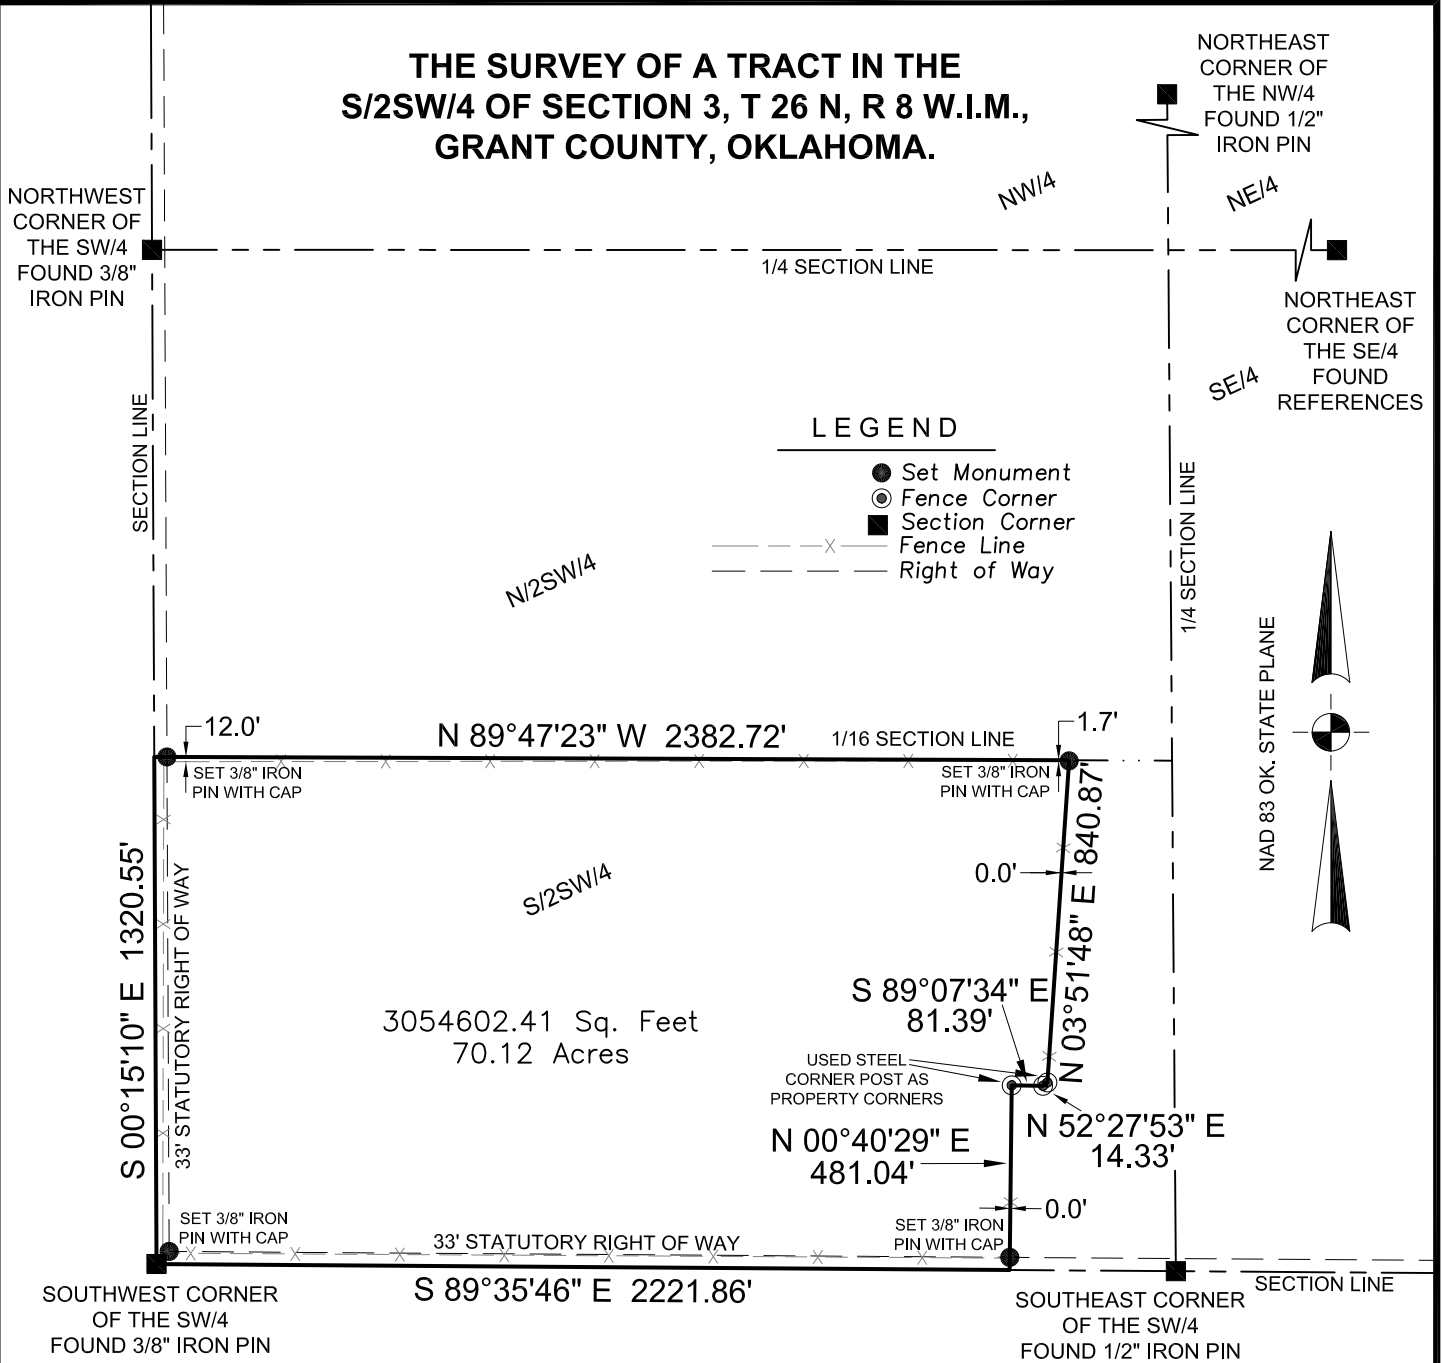 THE SURVEY OF A TRACT IN THE
S/2SW/4 OF SECTION 3, T 26 N, R 8 W.I.M.,
GRANT COUNTY, OKLAHOMA.
NORTHEAST
CORNER OF
THE NW/4
FOUND 1/2"
IRON PIN
NORTHWEST
CORNER OF
THE SW/4
FOUND 3/8"
IRON PIN
NW/4
NE/4
1/4 SECTION LINE
NORTHEAST
CORNER OF
THE SE/4
FOUND
REFERENCES
SE/4
SECTION LINE
LEGEND
Set Monument
Fence Corner
Section Corner
Fence Line
Right of Way
1/4 SECTION LINE
N/2SW/4
NAD 83 OK. STATE PLANE
12.0'
N 89°47'23" W 2382.72'
1/16 SECTION LINE
1.7'
SET 3/8" IRON
PIN WITH CAP
SET 3/8" IRON
PIN WITH CAP
S 00°15'10" E 1320.55'
33' STATUTORY RIGHT OF WAY
S/2SW/4
0.0'
N 03°51'48" E 840.87'
3054602.41 Sq. Feet
70.12 Acres
S 89°07'34" E
81.39'
USED STEEL
CORNER POST AS
PROPERTY CORNERS
N 00°40'29" E
481.04'
N 52°27'53" E
14.33'
0.0'
SET 3/8" IRON
PIN WITH CAP
33' STATUTORY RIGHT OF WAY
SET 3/8" IRON
PIN WITH CAP
S 89°35'46" E 2221.86'
SECTION LINE
SOUTHWEST CORNER
OF THE SW/4
FOUND 3/8" IRON PIN
SOUTHEAST CORNER
OF THE SW/4
FOUND 1/2" IRON PIN